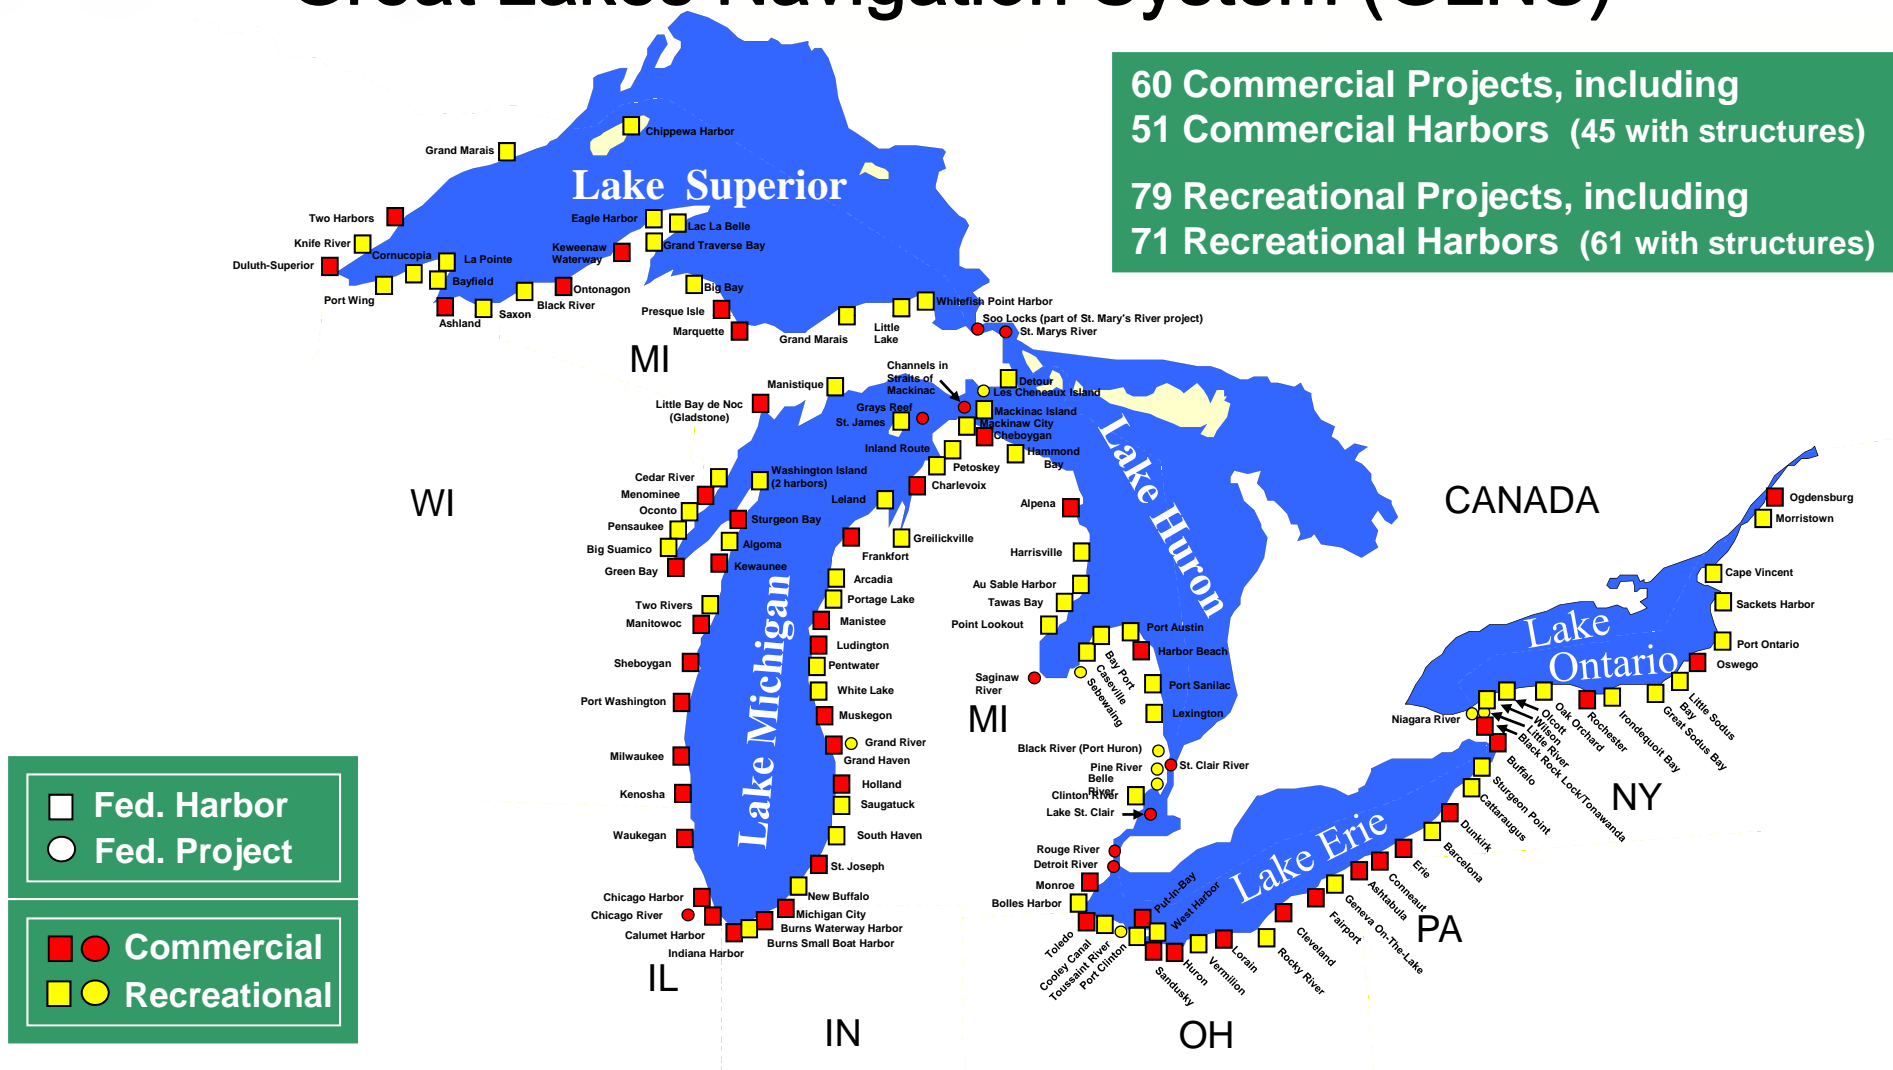 Great Lakes Navigation System (GLNS)
60 Commercial Projects, including
51 Commercial Harbors (45 with structures)
79 Recreational Projects, including
71 Recreational Harbors (61 with structures)
Chippewa Harbor
Grand Marais
Lake Superior
Two Harbors
Eagle Harbor
Lac La Belle
Knife River
Keweenaw
Waterway
Grand Traverse Bay
Cornucopia
La Pointe
Duluth-Superior
Bayfield
Ontonagon
Big Bay
Port Wing
Black River
Whitefish Point Harbor
Saxon
Presque Isle
Ashland
Marquette
Grand Marais
Little
Lake
Soo Locks (part of St. Mary's River project)
St. Marys River
MI
Channels in
Straits of
Mackinac
Manistique
Detour
Les Cheneaux Island
Little Bay de Noc
(Gladstone)
Grays Reef
St. James
Mackinac Island
Mackinaw City
Cheboygan
Inland Route
Hammond
Bay
Petoskey
Cedar River
Washington Island
(2 harbors)
Menominee
Leland
Charlevoix
Oconto
WI
Alpena
Lake Huron
CANADA
Ogdensburg
Morristown
Pensaukee
Sturgeon Bay
Big Suamico
Algoma
Greilickville
Green Bay
Kewaunee
Frankfort
Harrisville
Arcadia
Au Sable Harbor
Cape Vincent
Two Rivers
Portage Lake
Tawas Bay
Sackets Harbor
Manitowoc
Manistee
Point Lookout
Port Austin
Lake
Ontario
Port Ontario
Ludington
Harbor Beach
Oswego
Sheboygan
Lake Michigan
Pentwater
Bay Port
Caseville
Sebewaing
Saginaw
River
Port Sanilac
White Lake
Port Washington
Muskegon
MI
Lexington
Niagara River
Olcott
Wilson
Little River
Black Rock Lock/Tonawanda
Oak Orchard
Rochester
Irondequoit Bay
Great Sodus Bay
Little Sodus
Bay
Grand River
Grand Haven
Black River (Port Huron)
Milwaukee
Pine River
St. Clair River
Belle
River
Buffalo
Holland
Clinton River
Sturgeon Point
NY
Kenosha
Saugatuck
Lake St. Clair
Cattaraugus
Waukegan
South Haven
Lake Erie
Dunkirk
Rouge River
Barcelona
Detroit River
St. Joseph
Erie
Monroe
Put-In-Bay
Conneaut
Chicago Harbor
New Buffalo
Bolles Harbor
West Harbor
Ashtabula
Chicago River
Michigan City
Geneva On-The-Lake
PA
Calumet Harbor
Burns Waterway Harbor
Fairport
Burns Small Boat Harbor
Indiana Harbor
Toledo
Cooley Canal
Toussaint River
Port Clinton
Sandusky
Huron
Vermilion
Lorain
Rocky River
Cleveland
IL
IN
OH
Fed. Harbor
Fed. Project
Commercial
Recreational